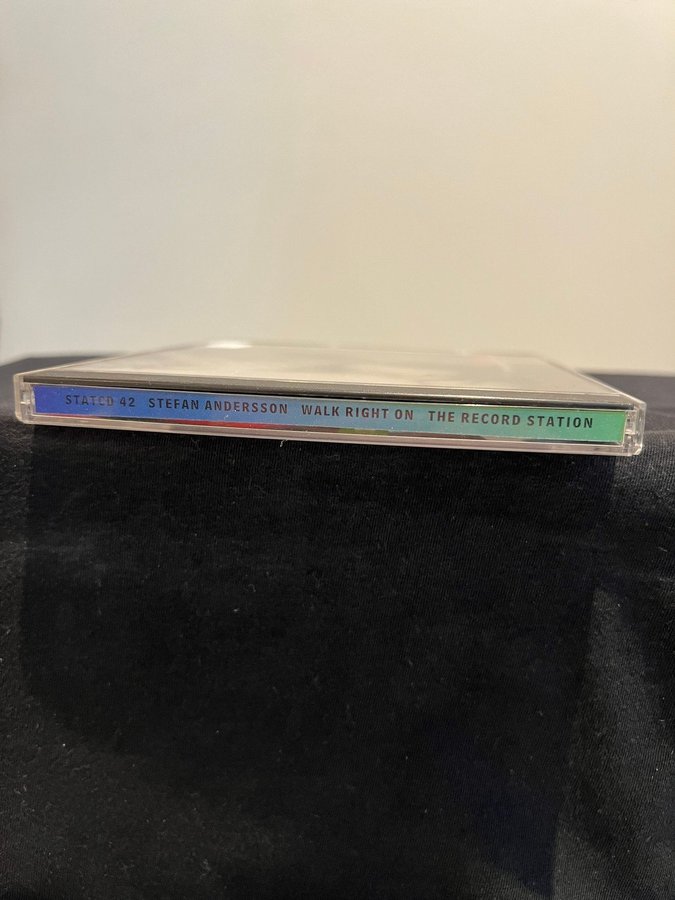 STATCD 42 STEFAN ANDERSSON WALK RIGHT ON THE RECORD STATION